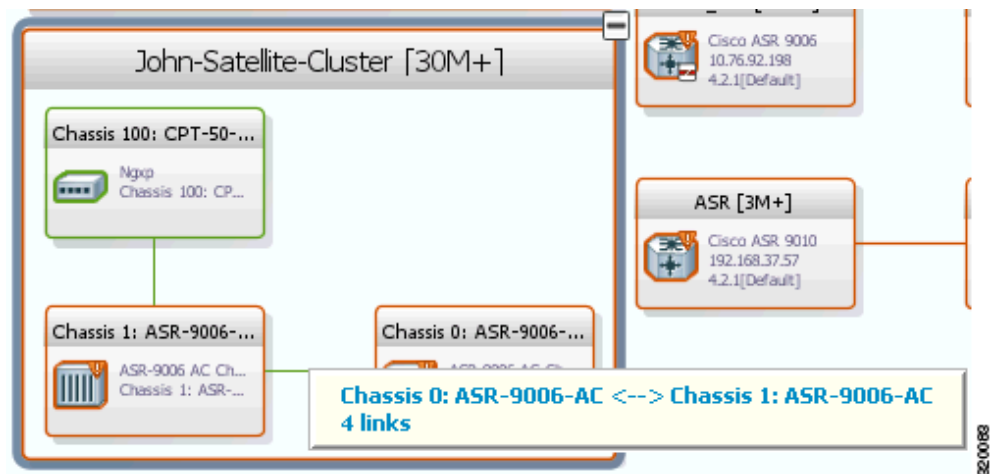 John-Satellite-Cluster [30M+]
Chassis 100: CPT-50-...
Ngxp
Chassis 100: CP...
Chassis 1: ASR-9006-...
ASR-9006 AC Ch...
Chassis 1: ASR-...
Chassis 0: ASR-9006-...
Chassis 0: ASR-9006-AC <--> Chassis 1: ASR-9006-AC
4 links
Cisco ASR 9006
10.76.92.198
4.2.1[Default]
ASR [3M+]
Cisco ASR 9010
192.168.37.57
4.2.1[Default]
320083